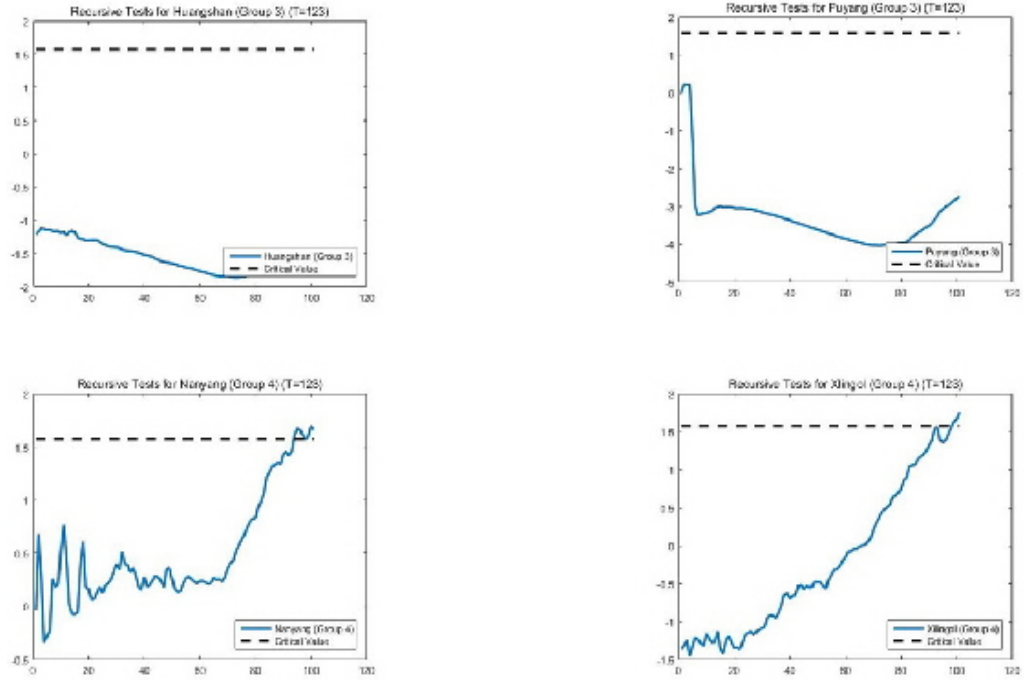 Recursive Tests for Huangshan (Group 3) (T=123)
2
1.5
1
0.5
0
-0.5
-1
-1.5
-2
0 20 40 60 80 100 120
Huangshan (Group 3)
Critical Value
Recursive Tests for Puyang (Group 3) (T=123)
2
1
0
-1
-2
-3
-4
-5
0 20 40 60 80 100 120
Puyang (Group 3)
Critical Value
Recursive Tests for Nanyang (Group 4) (T=123)
2
1.5
1
0.5
0
-0.5
0 20 40 60 80 100 120
Nanyang (Group 4)
Critical Value
Recursive Tests for Xilingol (Group 4) (T=123)
2
1.5
1
0.5
0
-0.5
-1
-1.5
0 20 40 60 80 100 120
Xilingol (Group 4)
Critical Value